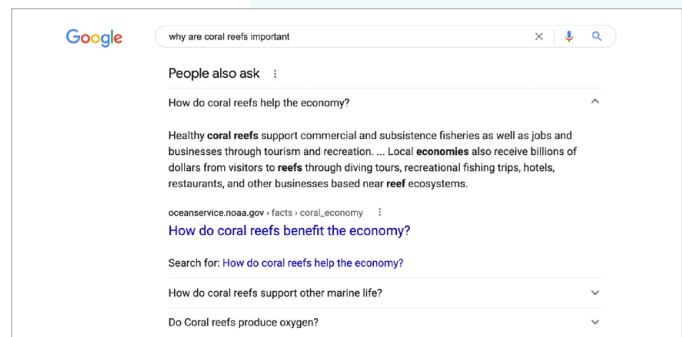 Google
why are coral reefs important
People also ask
How do coral reefs help the economy?
Healthy coral reefs support commercial and subsistence fisheries as well as jobs and
businesses through tourism and recreation. ... Local economies also receive billions of
dollars from visitors to reefs through diving tours, recreational fishing trips, hotels,
restaurants, and other businesses based near reef ecosystems.
oceanservice.noaa.gov › facts › coral_economy
How do coral reefs benefit the economy?
Search for: How do coral reefs help the economy?
How do coral reefs support other marine life?
Do Coral reefs produce oxygen?